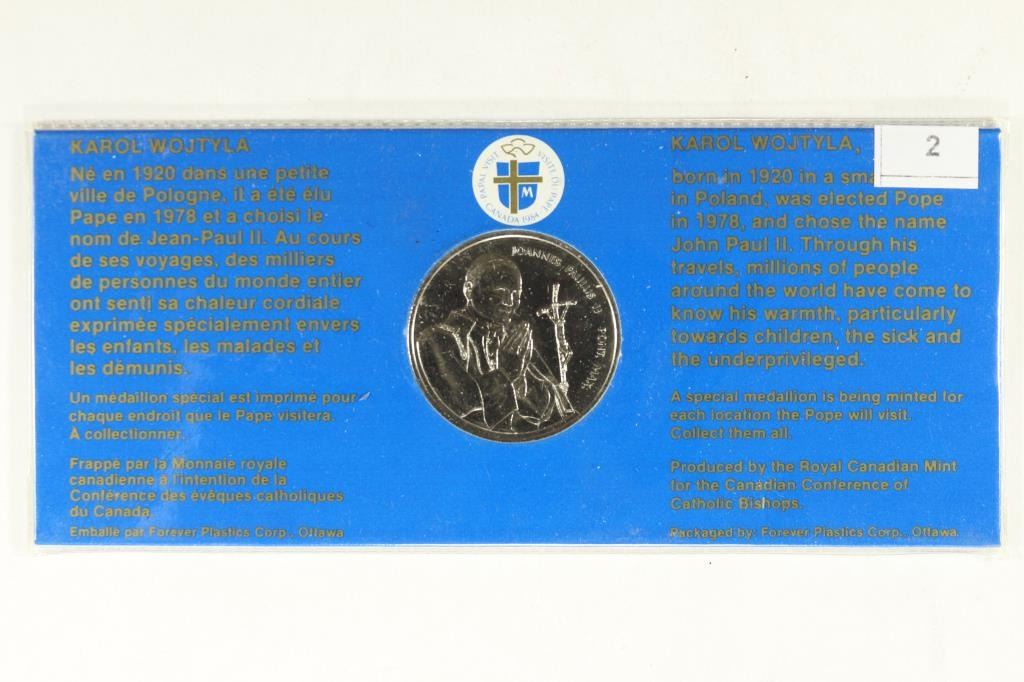 KAROL WOJTYLA
Né en 1920 dans une petite
ville de Pologne, il a été élu
Pape en 1978 et a choisi le
nom de Jean-Paul II. Au cours
de ses voyages, des milliers
de personnes du monde entier
ont senti sa chaleur cordiale
exprimée spécialement envers
les enfants, les malades et
les démunis.
Un médaillon spécial est imprimé pour
chaque endroit que le Pape visitera.
À collectionner.
Frappé par la Monnaie royale
canadienne à l'intention de la
Conférence des évêques catholiques
du Canada.
Emballé par Forever Plastics Corp., Ottawa
PAPAL VISIT
VISITE DU PAPE
CANADA 1984
M
JOANNES PAULUS II PONT. MAX.
KAROL WOJTYLA,
born in 1920 in a
in Poland, was elected Pope
in 1978, and chose the name
John Paul II. Through his
travels, millions of people
around the world have come to
know his warmth, particularly
towards children, the sick and
the underprivileged.
A special medallion is being minted for
each location the Pope will visit.
Collect them all.
Produced by the Royal Canadian Mint
for the Canadian Conference of
Catholic Bishops.
Packaged by: Forever Plastics Corp., Ottawa
2